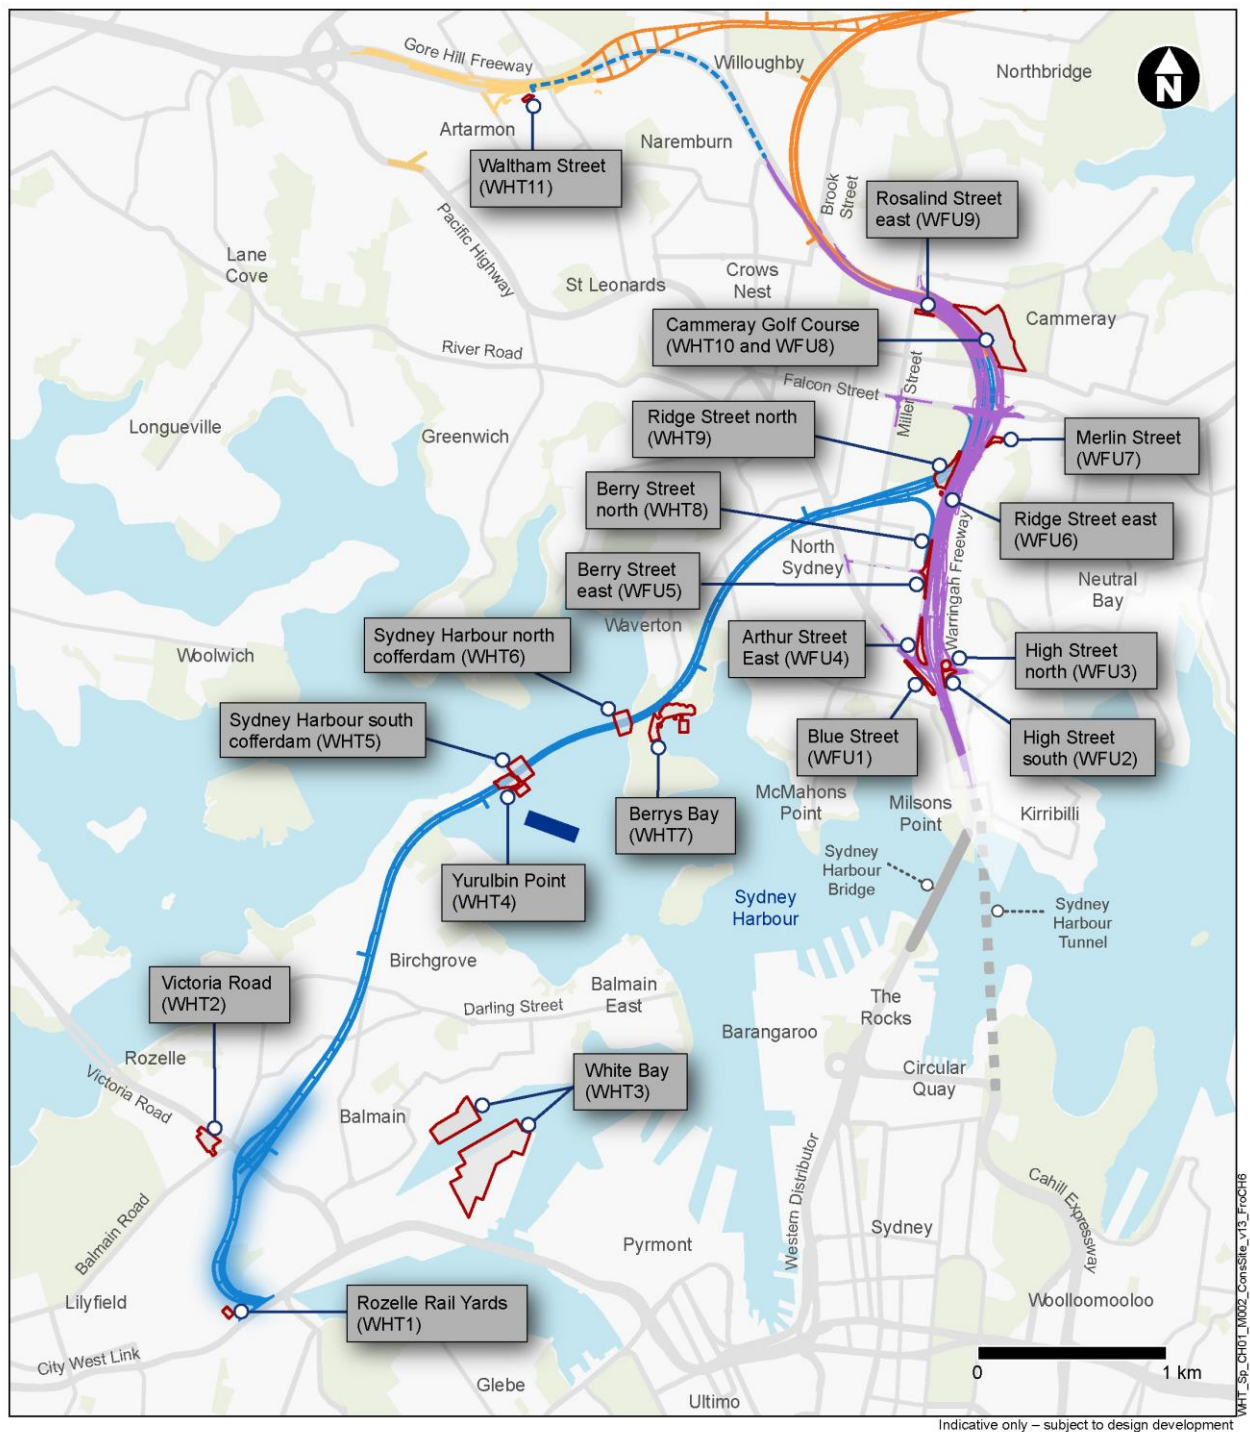 Gore Hill Freeway
Willoughby
Northbridge
N
Artarmon
Naremburn
Waltham Street
(WHT11)
Brook
Street
Rosalind Street
east (WFU9)
Pacific Highway
Lane
Cove
St Leonards
Crows
Nest
Cammeray Golf Course
(WHT10 and WFU8)
Cammeray
River Road
Falcon Street
Miller Street
Longueville
Greenwich
Ridge Street north
(WHT9)
Merlin Street
(WFU7)
Berry Street
north (WHT8)
Ridge Street east
(WFU6)
North
Sydney
Warringah Freeway
Berry Street
east (WFU5)
Neutral
Bay
Waverton
Woolwich
Sydney Harbour north
cofferdam (WHT6)
Arthur Street
East (WFU4)
High Street
north (WFU3)
Sydney Harbour south
cofferdam (WHT5)
Blue Street
(WFU1)
High Street
south (WFU2)
Berrys Bay
(WHT7)
McMahons
Point
Milsons
Point
Kirribilli
Yurulbin Point
(WHT4)
Sydney
Harbour
Bridge
Sydney
Harbour
Sydney
Harbour
Tunnel
Birchgrove
Victoria Road
(WHT2)
Darling Street
Balmain
East
The
Rocks
Barangaroo
Rozelle
Victoria Road
White Bay
(WHT3)
Circular
Quay
Balmain
Western Distributor
Cahill Expressway
Balmain Road
Sydney
Pyrmont
Lilyfield
Rozelle Rail Yards
(WHT1)
Woolloomooloo
City West Link
Glebe
Ultimo
0 1 km
WHT_Sp_CH01_M002_ConsSite_v13_FroCH6
Indicative only – subject to design development